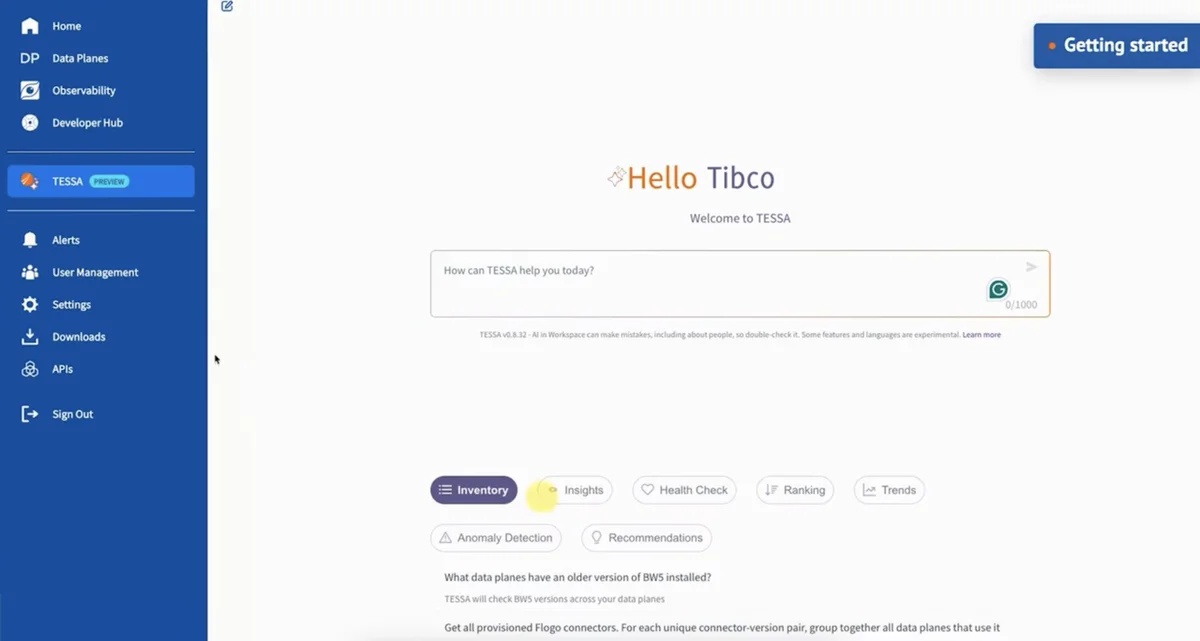 Home
DP Data Planes
Observability
Developer Hub
TESSA PREVIEW
Alerts
User Management
Settings
Downloads
APIs
Sign Out
Getting started
Hello Tibco
Welcome to TESSA
How can TESSA help you today?
G
0/1000
TESSA v0.8.32 - AI in Workspace can make mistakes, including about people, so double-check it. Some features and languages are experimental. Learn more
Inventory
Insights
Health Check
Ranking
Trends
Anomaly Detection
Recommendations
What data planes have an older version of BW5 installed?
TESSA will check BW5 versions across your data planes
Get all provisioned Flogo connectors. For each unique connector-version pair, group together all data planes that use it